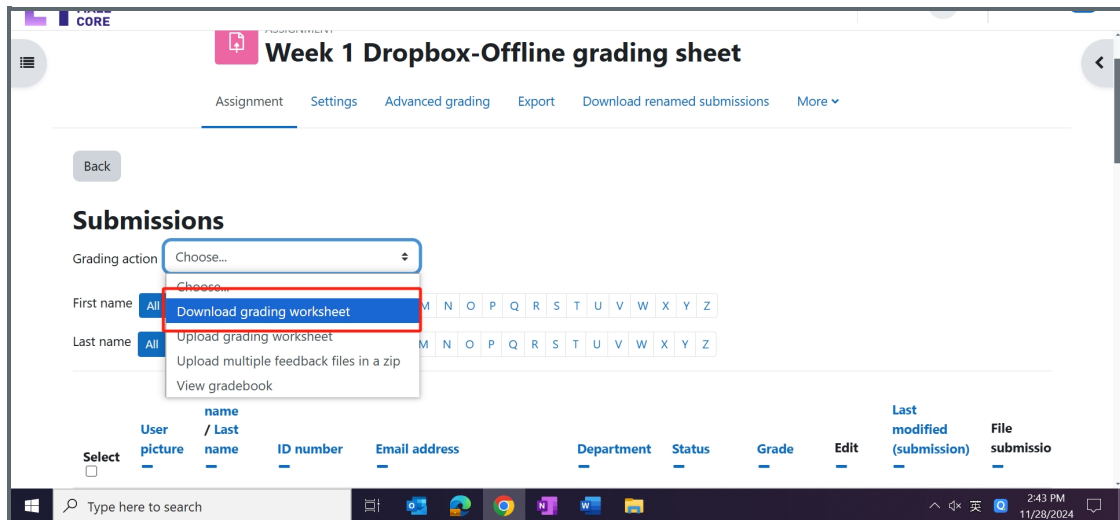 CORE
Week 1 Dropbox-Offline grading sheet
Assignment Settings Advanced grading Export Download renamed submissions More
Back
Submissions
Grading action Choose...
Choose...
First name All M N O P Q R S T U V W X Y Z
Download grading worksheet
Last name All M N O P Q R S T U V W X Y Z
Upload grading worksheet
Upload multiple feedback files in a zip
View gradebook
Select
User picture
name / Last name
ID number
Email address
Department
Status
Grade
Edit
Last modified (submission)
File submissio
Type here to search
英
2:43 PM
11/28/2024